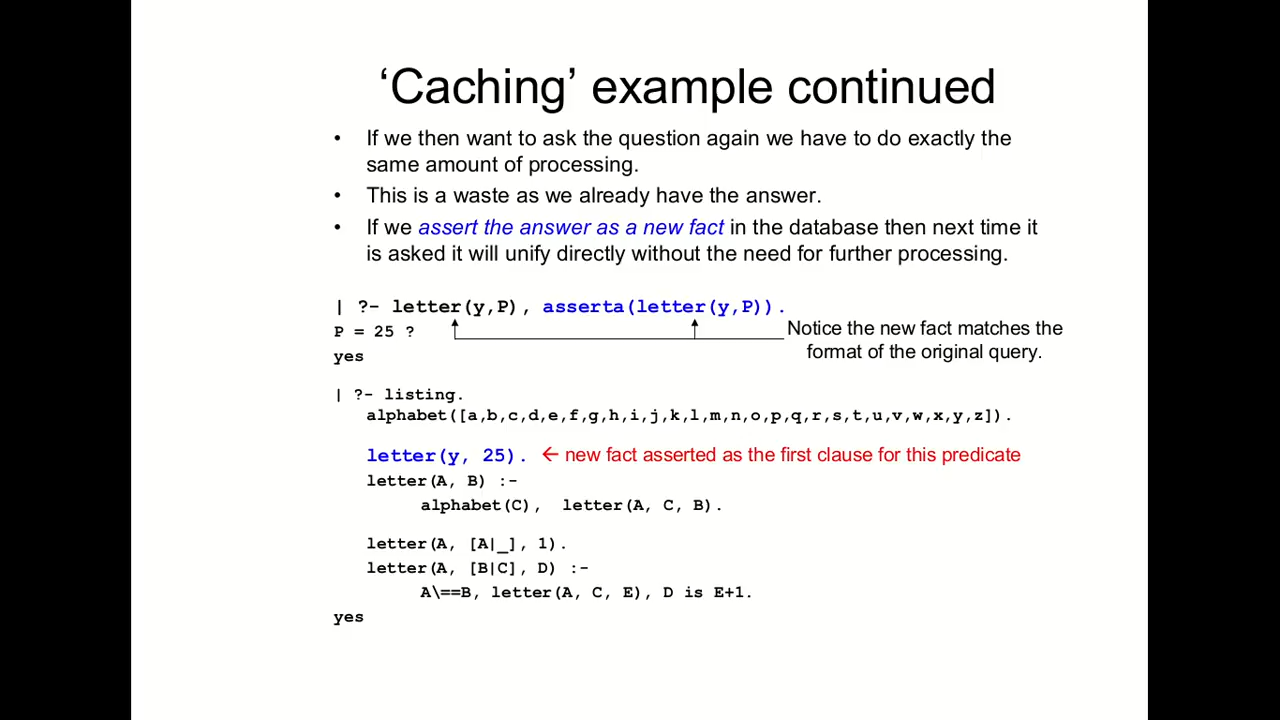 ‘Caching’ example continued
• If we then want to ask the question again we have to do exactly the
same amount of processing.
• This is a waste as we already have the answer.
• If we assert the answer as a new fact in the database then next time it
is asked it will unify directly without the need for further processing.
| ?- letter(y,P), asserta(letter(y,P)).
P = 25 ?
Notice the new fact matches the
format of the original query.
yes
| ?- listing.
alphabet([a,b,c,d,e,f,g,h,i,j,k,l,m,n,o,p,q,r,s,t,u,v,w,x,y,z]).
letter(y, 25). ← new fact asserted as the first clause for this predicate
letter(A, B) :-
alphabet(C), letter(A, C, B).
letter(A, [A|_], 1).
letter(A, [B|C], D) :-
A\==B, letter(A, C, E), D is E+1.
yes